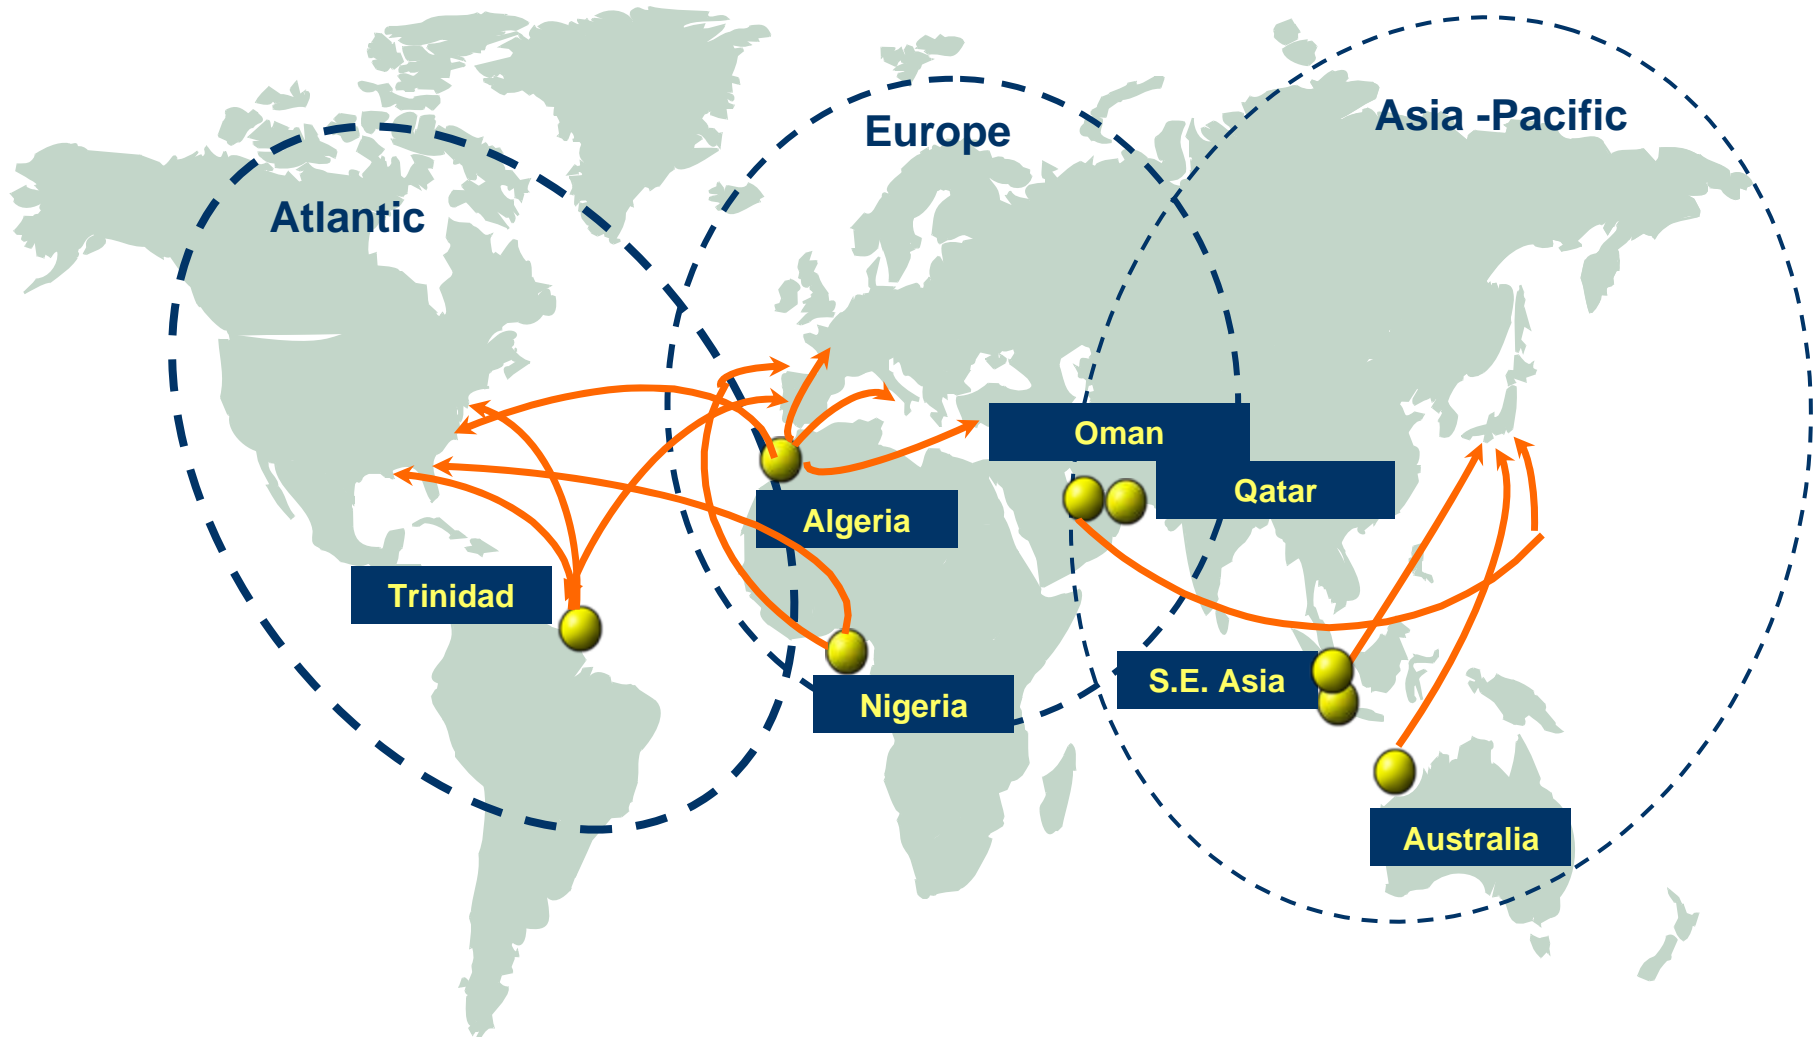 Asia -Pacific
Europe
Atlantic
Oman
Qatar
Algeria
Trinidad
S.E. Asia
Nigeria
Australia